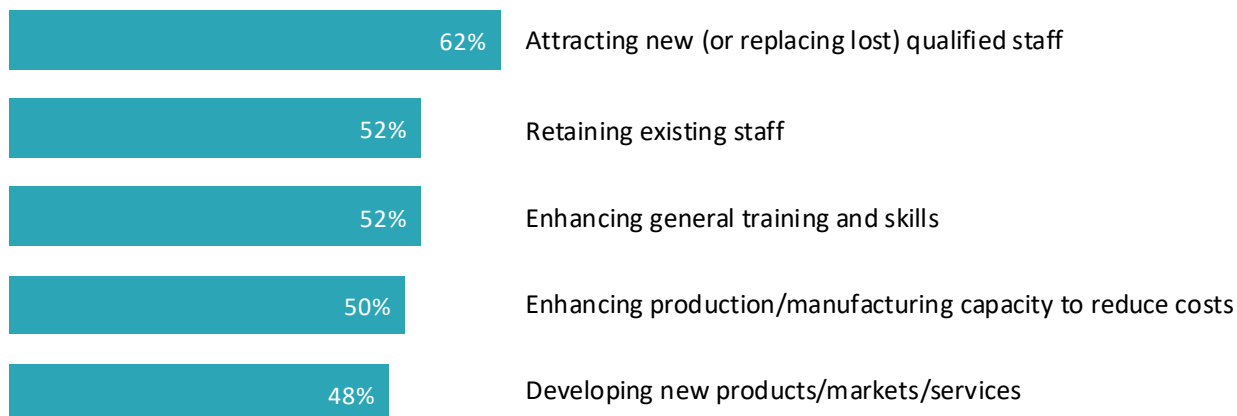 62% Attracting new (or replacing lost) qualified staff
52% Retaining existing staff
52% Enhancing general training and skills
50% Enhancing production/manufacturing capacity to reduce costs
48% Developing new products/markets/services